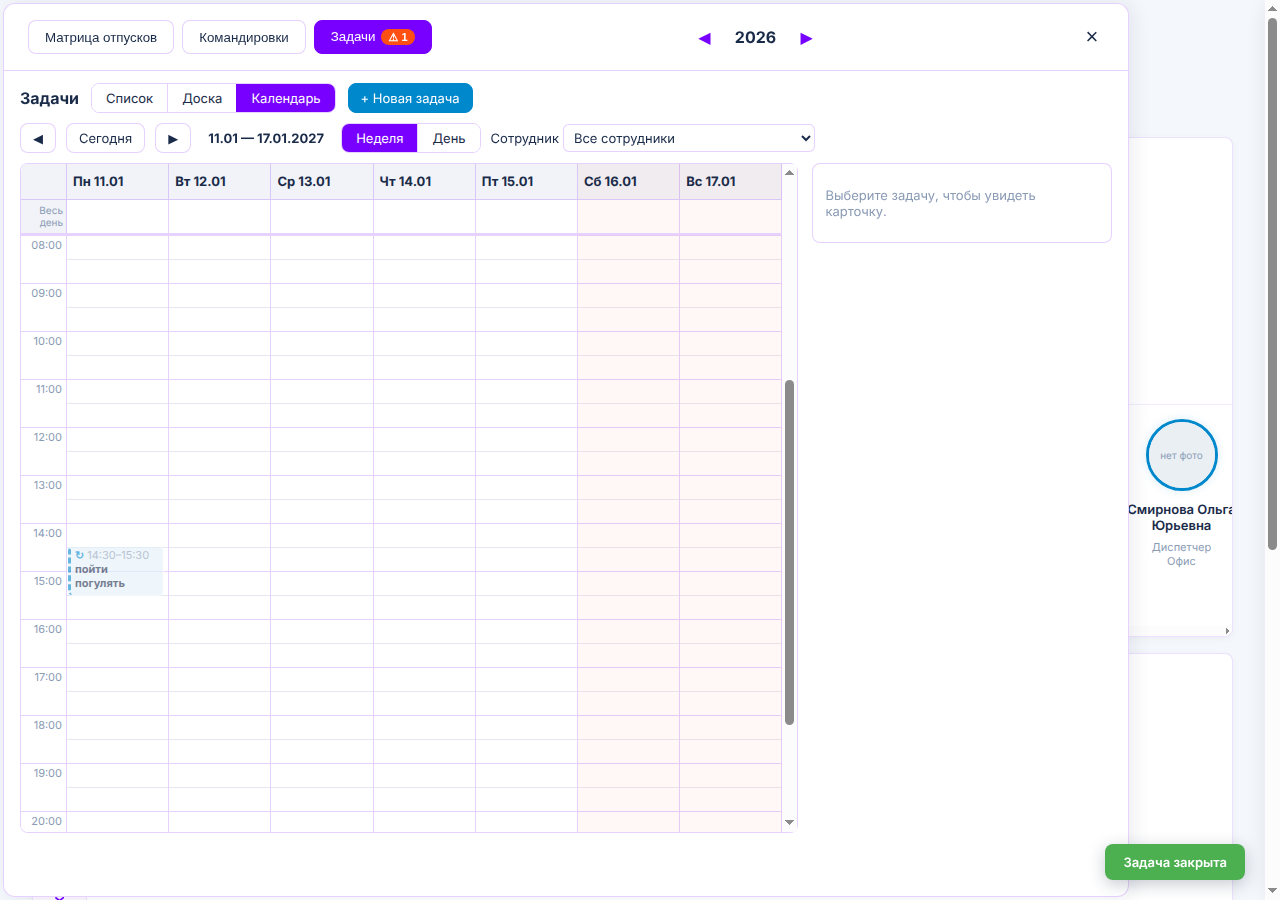 Матрица отпусков
Командировки
Задачи ⚠ 1
◀ 2026 ▶
×
Задачи
Список
Доска
Календарь
+ Новая задача
◀
Сегодня
▶
11.01 — 17.01.2027
Неделя
День
Сотрудник
Все сотрудники
Пн 11.01
Вт 12.01
Ср 13.01
Чт 14.01
Пт 15.01
Сб 16.01
Вс 17.01
Весь
день
08:00
09:00
10:00
11:00
12:00
13:00
14:00
↻ 14:30–15:30
пойти
погулять
15:00
16:00
17:00
18:00
19:00
20:00
Выберите задачу, чтобы увидеть
карточку.
нет фото
Смирнова Ольга
Юрьевна
Диспетчер
Офис
Задача закрыта